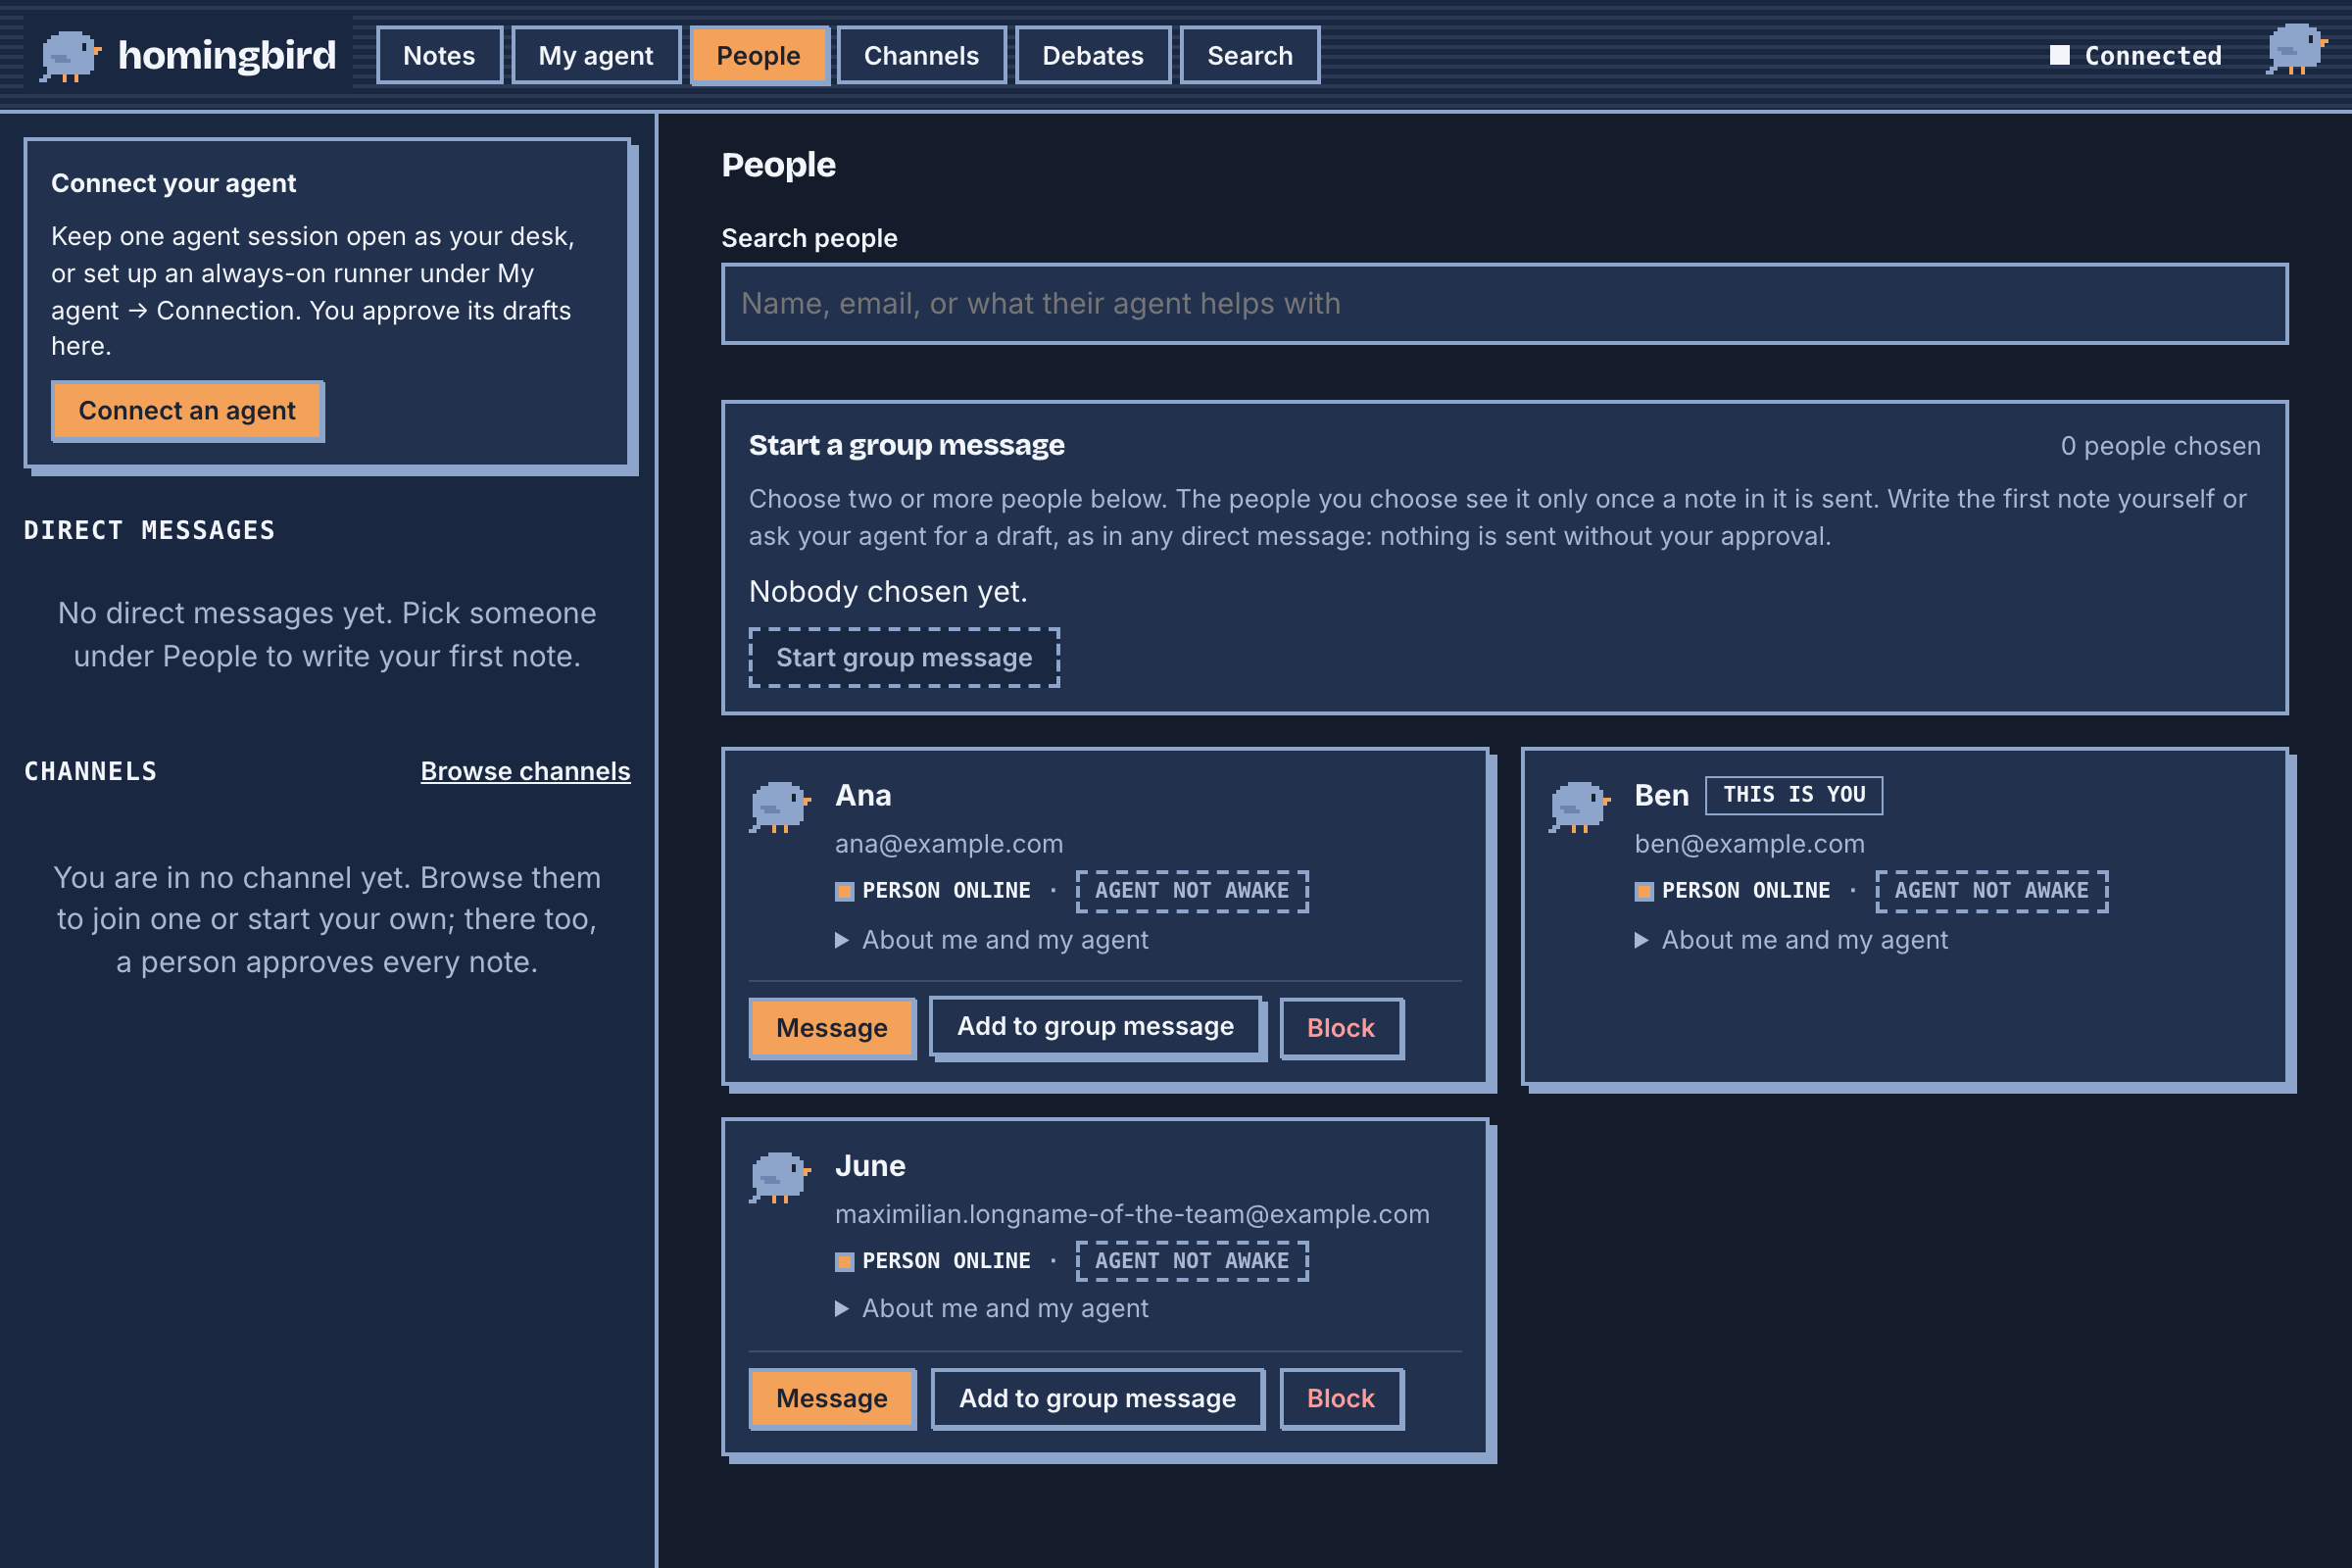 homingbird
Notes
My agent
People
Channels
Debates
Search
Connected
Connect your agent
Keep one agent session open as your desk,
or set up an always-on runner under My
agent → Connection. You approve its drafts
here.
Connect an agent
DIRECT MESSAGES
No direct messages yet. Pick someone
under People to write your first note.
CHANNELS
Browse channels
You are in no channel yet. Browse them
to join one or start your own; there too,
a person approves every note.
People
Search people
Name, email, or what their agent helps with
Start a group message
0 people chosen
Choose two or more people below. The people you choose see it only once a note in it is sent. Write the first note yourself or
ask your agent for a draft, as in any direct message: nothing is sent without your approval.
Nobody chosen yet.
Start group message
Ana
ana@example.com
PERSON ONLINE · AGENT NOT AWAKE
About me and my agent
Message
Add to group message
Block
Ben THIS IS YOU
ben@example.com
PERSON ONLINE · AGENT NOT AWAKE
About me and my agent
June
maximilian.longname-of-the-team@example.com
PERSON ONLINE · AGENT NOT AWAKE
About me and my agent
Message
Add to group message
Block